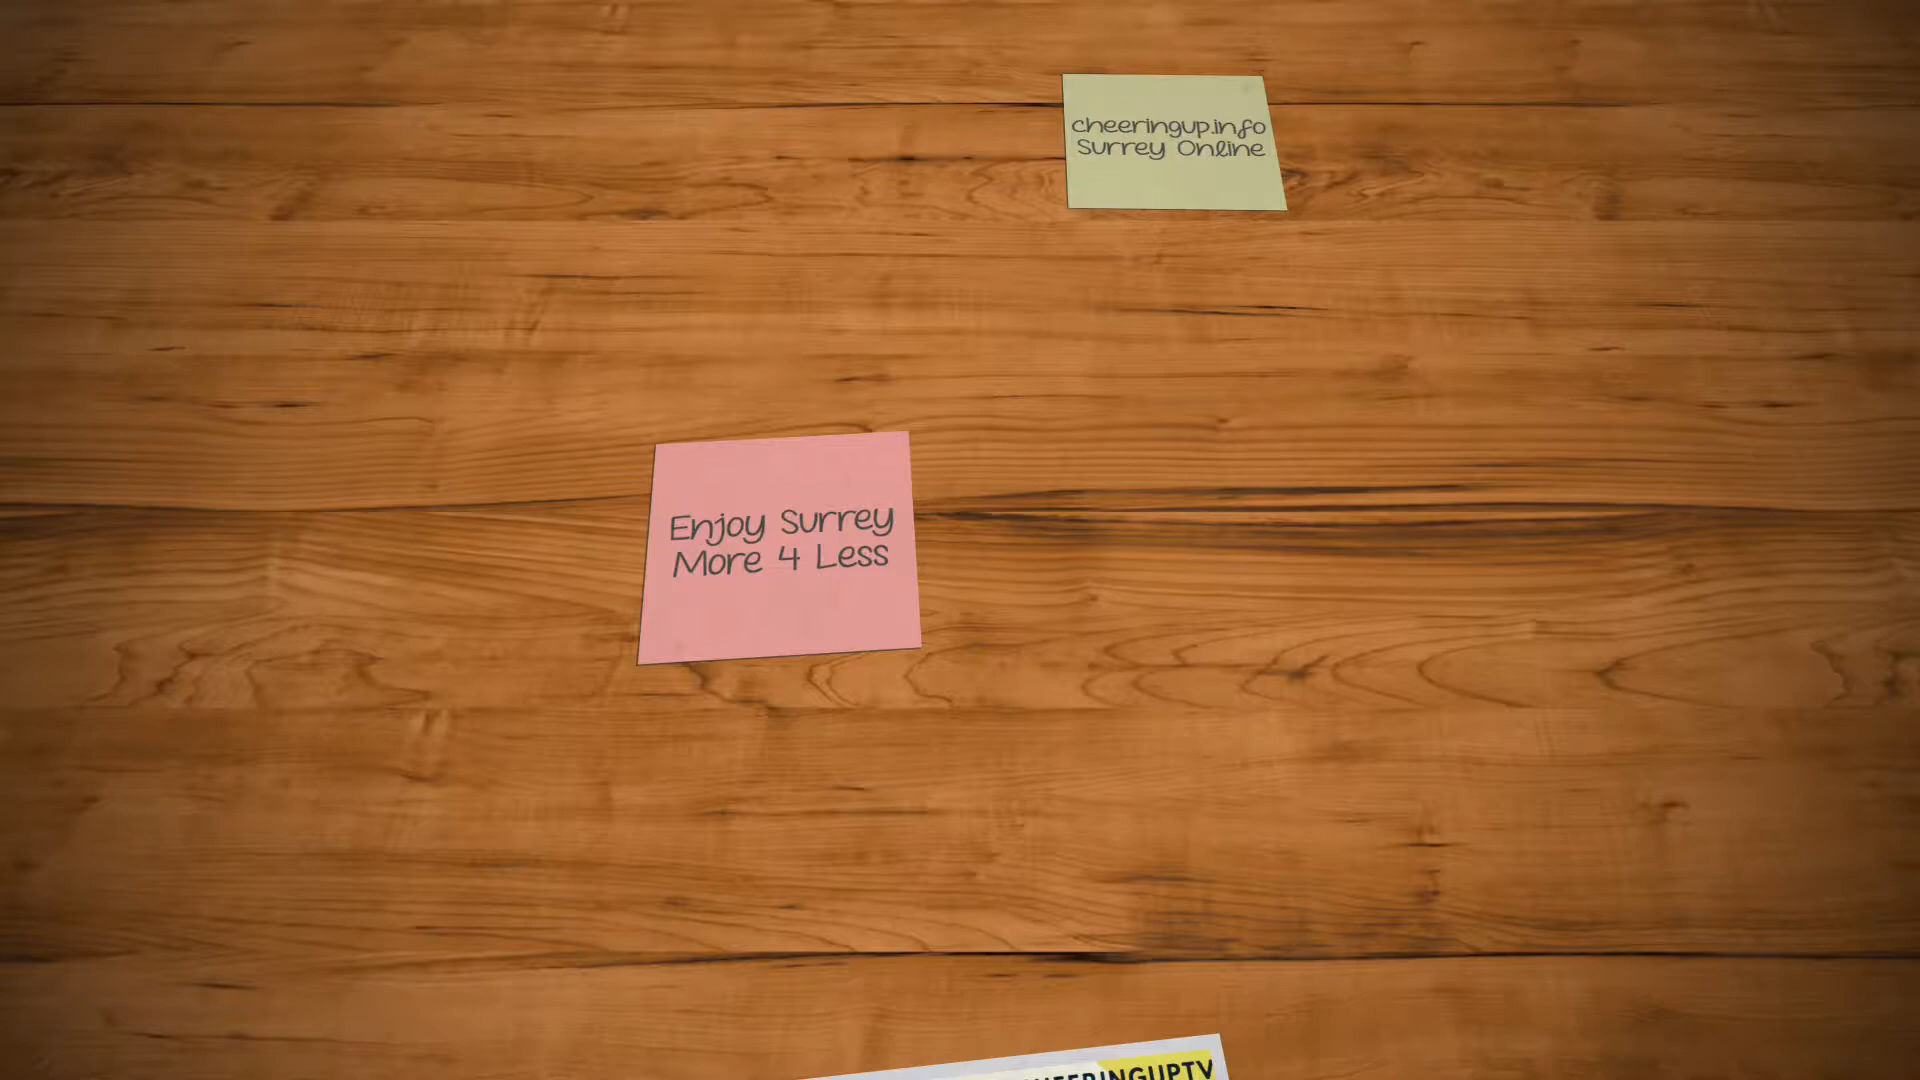 cheeringup.info
Surrey Online
Enjoy Surrey
More 4 Less